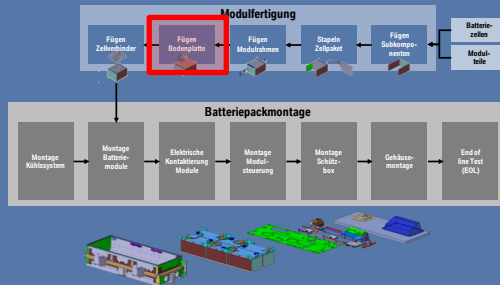 Modulfertigung
Fügen
Zellverbinder
Fügen
Bodenplatte
Fügen
Modulrahmen
Stapeln
Zellpaket
Fügen
Subkompo-
nenten
Batterie-
zellen
Modul-
teile
Batteriepackmontage
Montage
Kühlssystem
Montage
Batterie-
module
Elektrische
Kontaktierung
Module
Montage
Modul-
steuerung
Montage
Schütz-
box
Gehäuse-
montage
End of
line Test
(EOL)